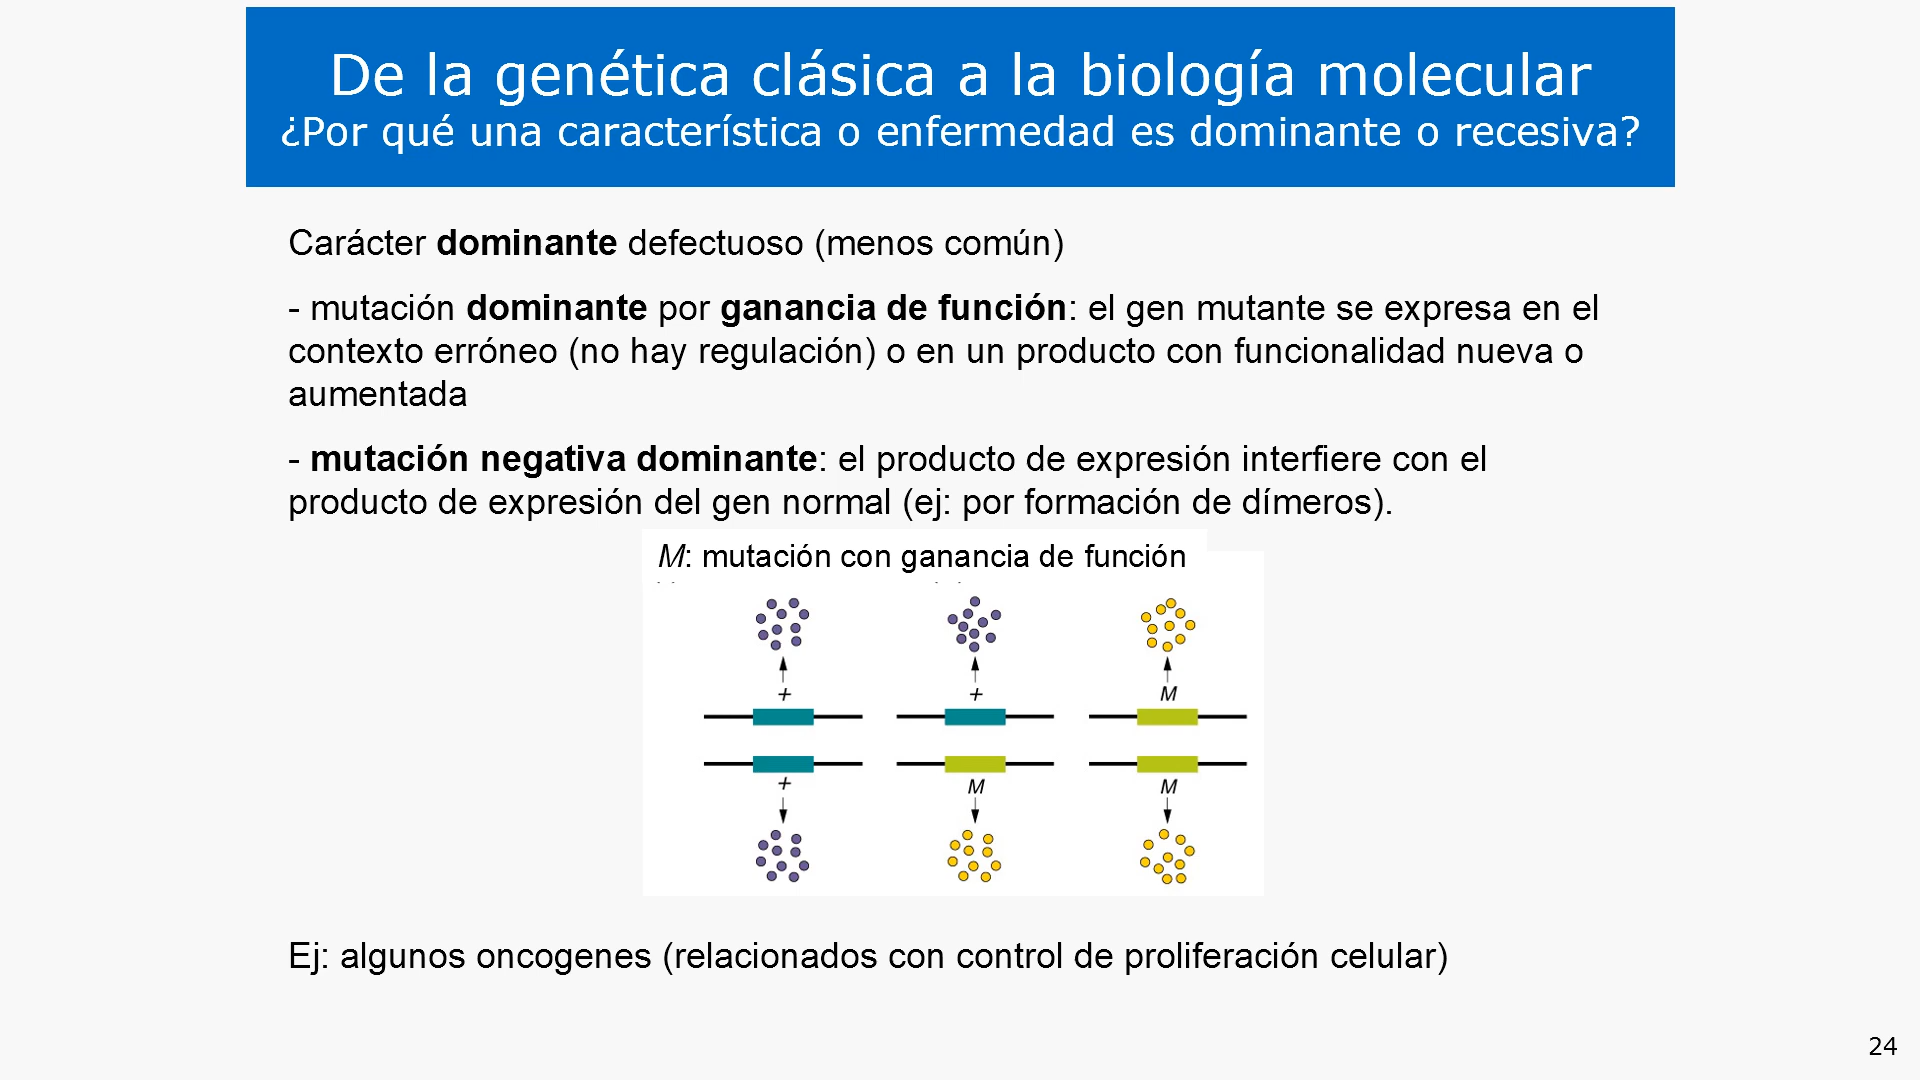 De la genética clásica a la biología molecular
¿Por qué una característica o enfermedad es dominante o recesiva?
Carácter dominante defectuoso (menos común)
- mutación dominante por ganancia de función: el gen mutante se expresa en el
contexto erróneo (no hay regulación) o en un producto con funcionalidad nueva o
aumentada
- mutación negativa dominante: el producto de expresión interfiere con el
producto de expresión del gen normal (ej: por formación de dímeros).
M: mutación con ganancia de función
+ + M
+ M M
Ej: algunos oncogenes (relacionados con control de proliferación celular)
24